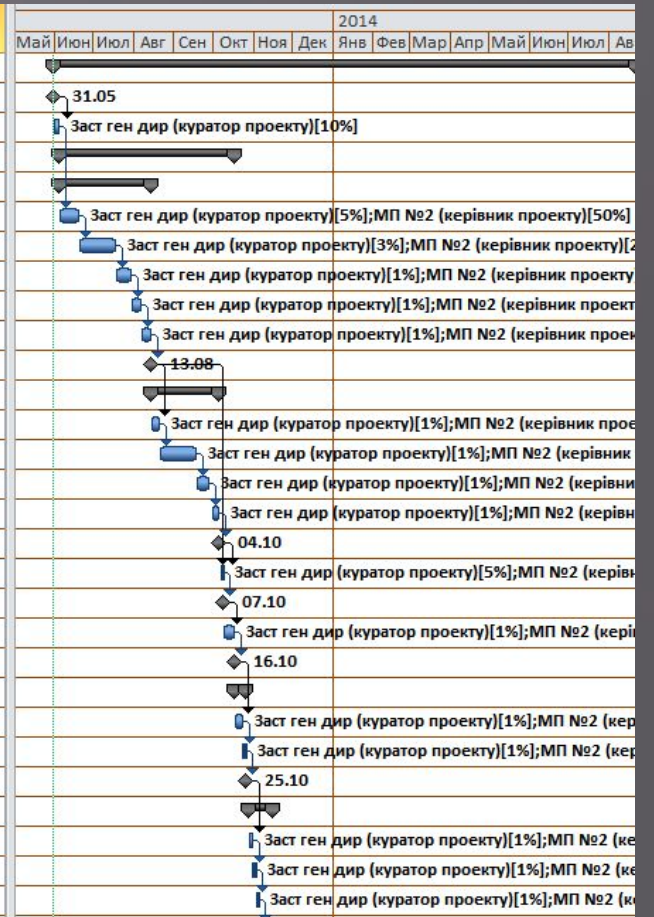 2014
Май Июн Июл Авг Сен Окт Ноя Дек Янв Фев Мар Апр Май Июн Июл Ав
31.05
Заст ген дир (куратор проекту)[10%]
Заст ген дир (куратор проекту)[5%];МП №2 (керівник проекту)[50%]
Заст ген дир (куратор проекту)[3%];МП №2 (керівник проекту)[2
Заст ген дир (куратор проекту)[1%];МП №2 (керівник проекту
Заст ген дир (куратор проекту)[1%];МП №2 (керівник проект
Заст ген дир (куратор проекту)[1%];МП №2 (керівник проек
13.08
Заст ген дир (куратор проекту)[1%];МП №2 (керівник прое
Заст ген дир (куратор проекту)[1%];МП №2 (керівник
Заст ген дир (куратор проекту)[1%];МП №2 (керівни
Заст ген дир (куратор проекту)[1%];МП №2 (керівн
04.10
Заст ген дир (куратор проекту)[5%];МП №2 (керівн
07.10
Заст ген дир (куратор проекту)[1%];МП №2 (кері
16.10
Заст ген дир (куратор проекту)[1%];МП №2 (кер
Заст ген дир (куратор проекту)[1%];МП №2 (кер
25.10
Заст ген дир (куратор проекту)[1%];МП №2 (ке
Заст ген дир (куратор проекту)[1%];МП №2 (ке
Заст ген дир (куратор проекту)[1%];МП №2 (к